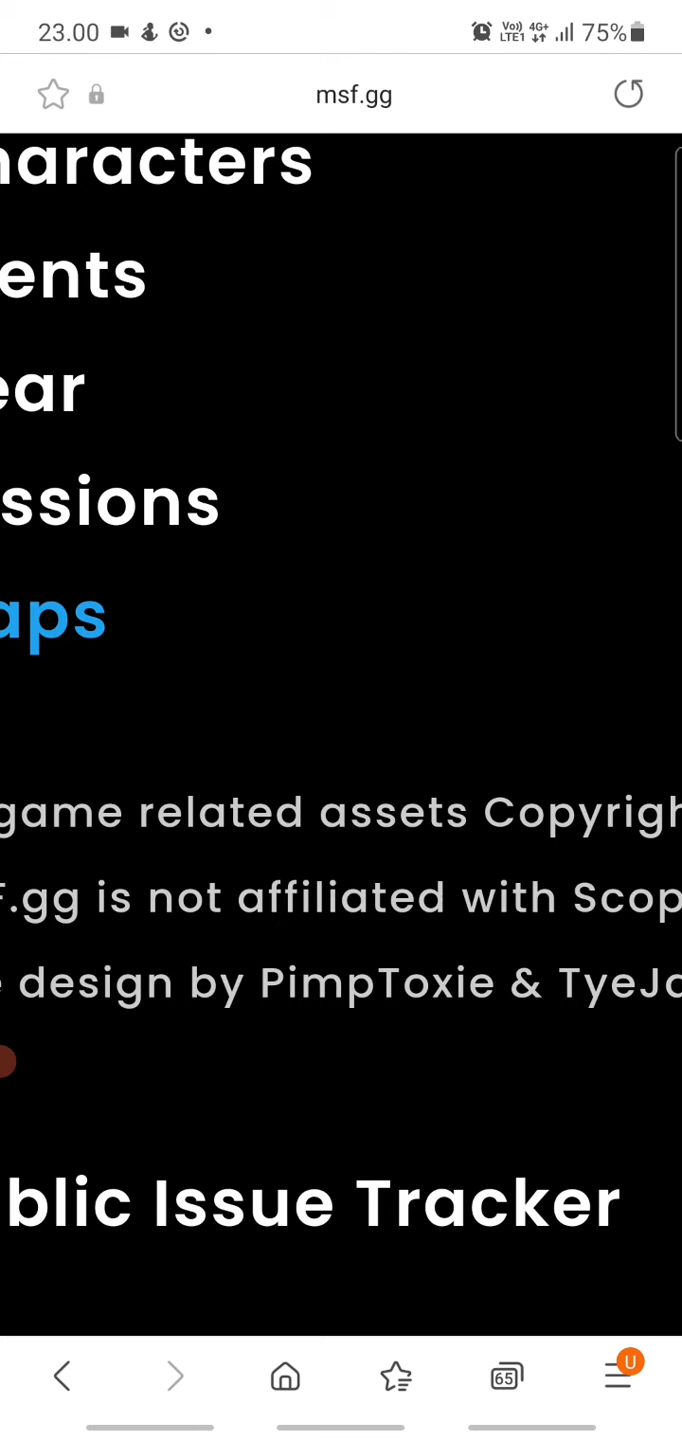 23.00 Vo)) LTE1 4G+ 75%
msf.gg
haracters
ents
ear
ssions
aps
game related assets Copyrigh
F.gg is not affiliated with Scop
e design by PimpToxie & TyeJo
blic Issue Tracker
65 U